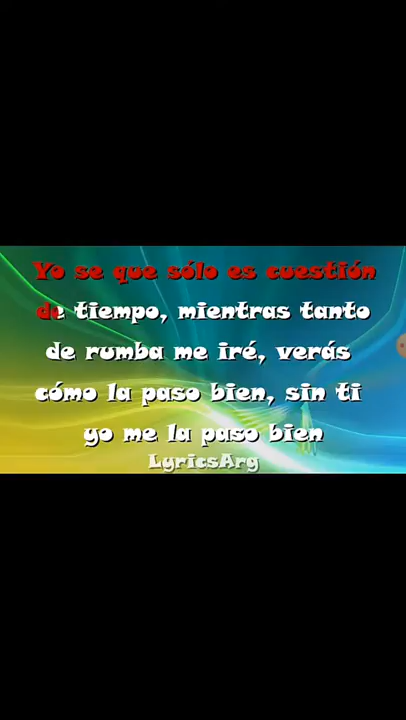 Yo se que sólo es cuestión
de tiempo, mientras tanto
de rumba me iré, verás
cómo la paso bien, sin ti
yo me la paso bien
LyricsArg